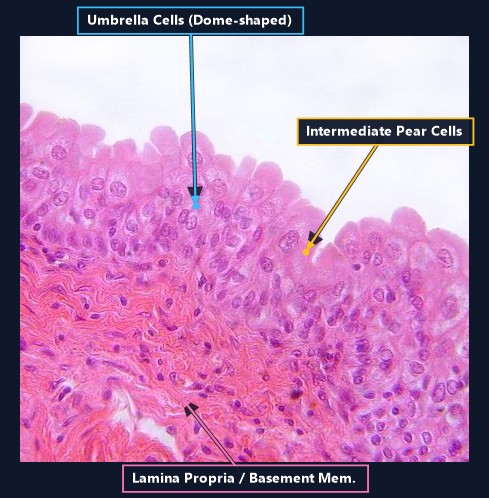 Umbrella Cells (Dome-shaped)
Intermediate Pear Cells
Lamina Propria / Basement Mem.